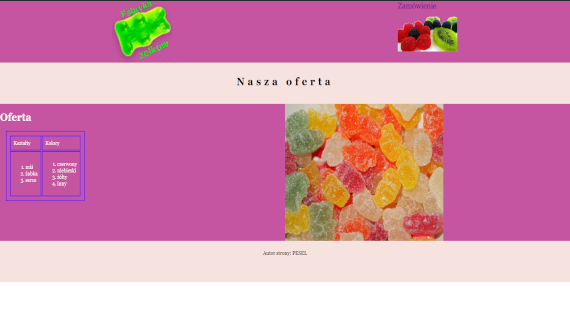 Zamówienie
Nasza oferta
Oferta
Kształty Kolory
1. miś
2. żabka
3. serce
1. czerwony
2. niebieski
3. żółty
4. inny
Autor strony: PESEL